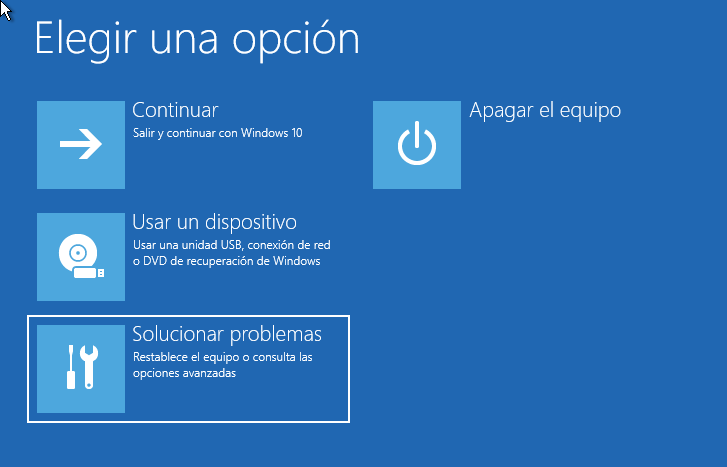 Elegir una opción
Continuar
Salir y continuar con Windows 10
Apagar el equipo
Usar un dispositivo
Usar una unidad USB, conexión de red
o DVD de recuperación de Windows
Solucionar problemas
Restablece el equipo o consulta las
opciones avanzadas